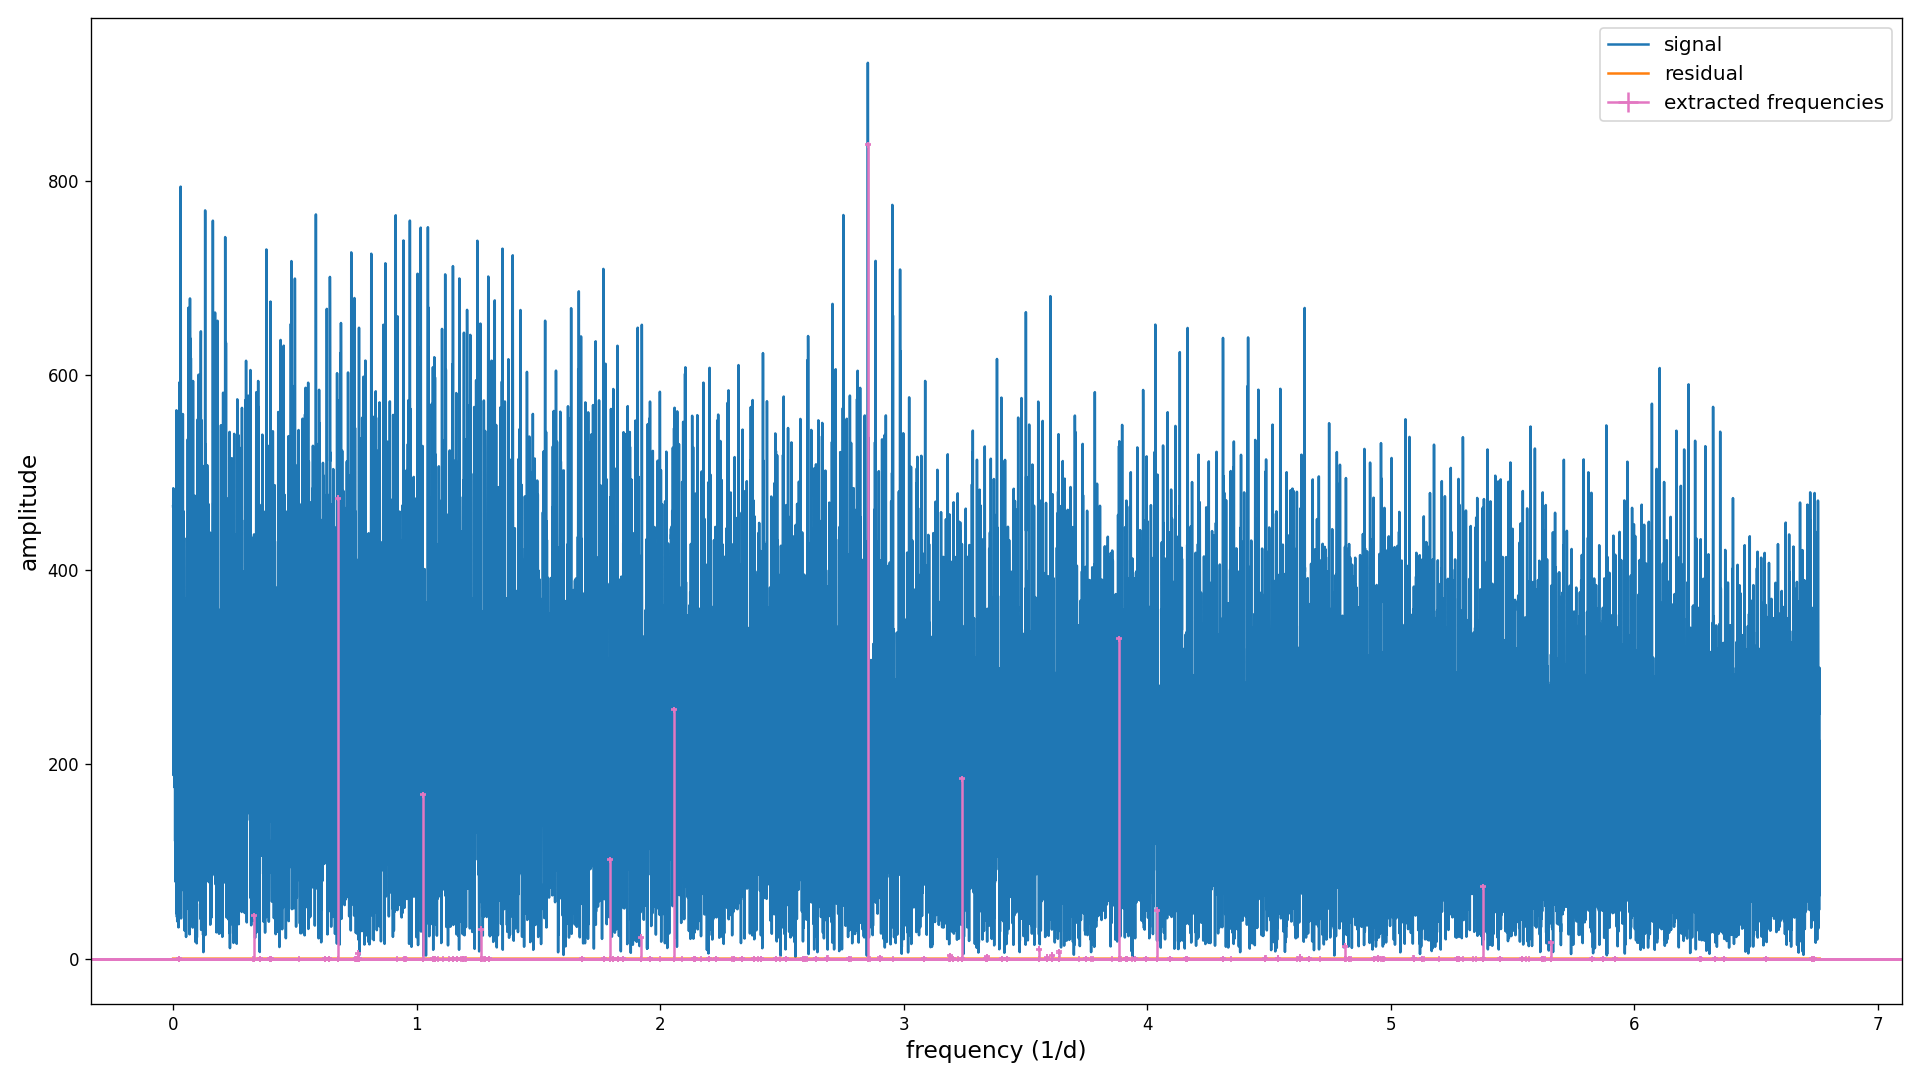 signal
residual
extracted frequencies
amplitude
800
600
400
200
0
0 1 2 3 4 5 6 7
frequency (1/d)